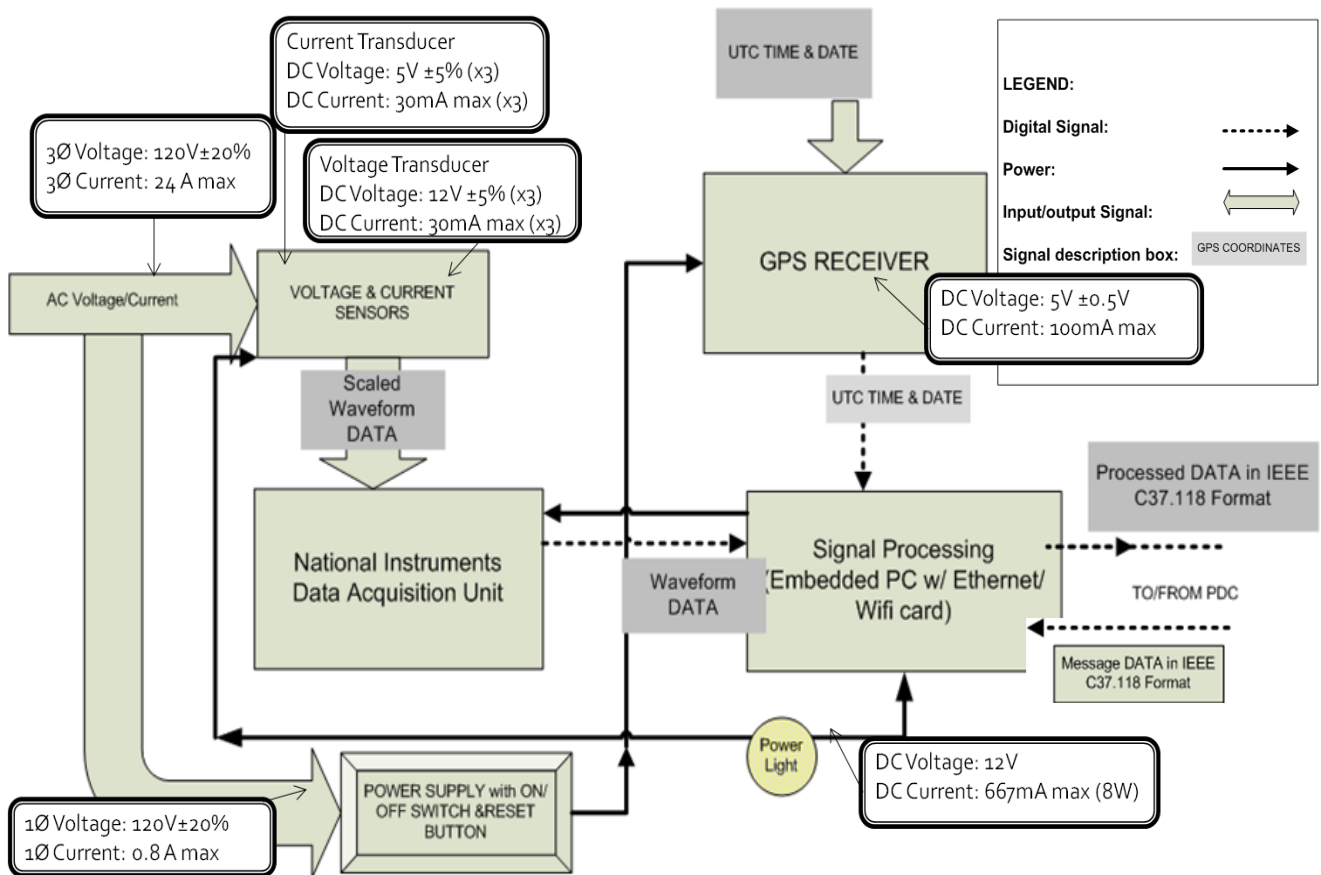 Current Transducer
DC Voltage: 5V ±5% (x3)
DC Current: 30mA max (x3)
3Ø Voltage: 120V±20%
3Ø Current: 24 A max
Voltage Transducer
DC Voltage: 12V ±5% (x3)
DC Current: 30mA max (x3)
AC Voltage/Current
VOLTAGE & CURRENT
SENSORS
Scaled
Waveform
DATA
National Instruments
Data Acquisition Unit
UTC TIME & DATE
GPS RECEIVER
DC Voltage: 5V ±0.5V
DC Current: 100mA max
UTC TIME & DATE
LEGEND:
Digital Signal:
Power:
Input/output Signal:
Signal description box:
GPS COORDINATES
Signal Processing
(Embedded PC w/ Ethernet/
Wifi card)
Waveform
DATA
Processed DATA in IEEE
C37.118 Format
TO/FROM PDC
Message DATA in IEEE
C37.118 Format
Power
Light
DC Voltage: 12V
DC Current: 667mA max (8W)
POWER SUPPLY with ON/
OFF SWITCH &RESET
BUTTON
1Ø Voltage: 120V±20%
1Ø Current: 0.8 A max